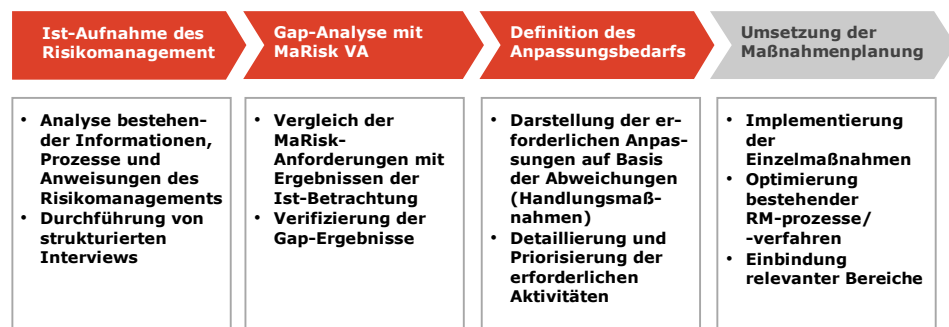 Ist-Aufnahme des
Risikomanagement
Gap-Analyse mit
MaRisk VA
Definition des
Anpassungsbedarfs
Umsetzung der
Maßnahmenplanung
• Analyse bestehen-
der Informationen,
Prozesse und
Anweisungen des
Risikomanagements
• Durchführung von
strukturierten
Interviews
• Vergleich der
MaRisk-
Anforderungen mit
Ergebnissen der
Ist-Betrachtung
• Verifizierung der
Gap-Ergebnisse
• Darstellung der er-
forderlichen Anpas-
sungen auf Basis
der Abweichungen
(Handlungsmaß-
nahmen)
• Detaillierung und
Priorisierung der
erforderlichen
Aktivitäten
• Implementierung
der
Einzelmaßnahmen
• Optimierung
bestehender
RM-prozesse/
-verfahren
• Einbindung
relevanter Bereiche